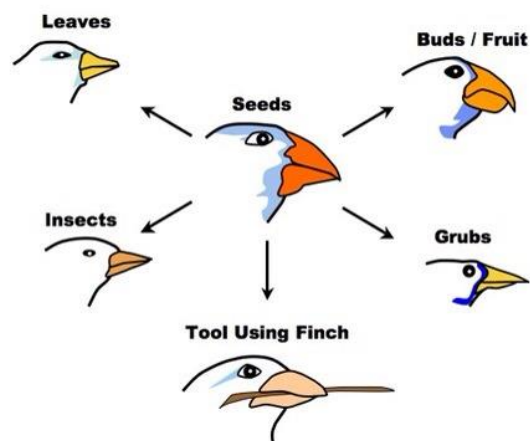 Leaves
Buds / Fruit
Seeds
Insects
Grubs
Tool Using Finch